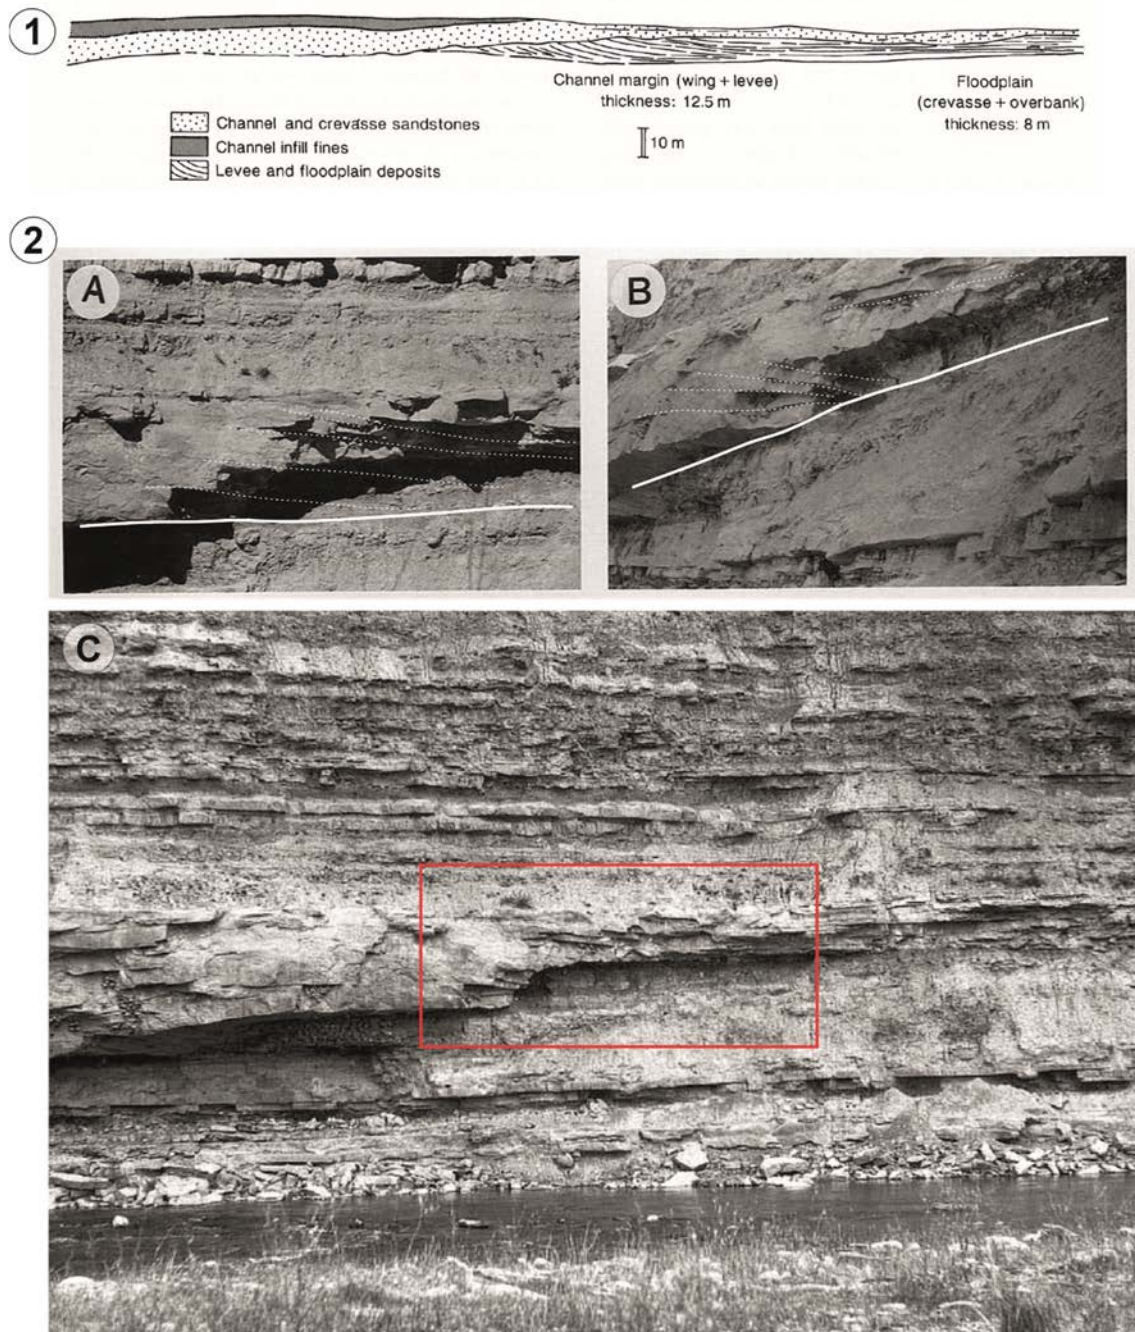 1
Channel margin (wing + levee)
thickness: 12.5 m
Floodplain
(crevasse + overbank)
thickness: 8 m
10 m
Channel and crevasse sandstones
Channel infill fines
Levee and floodplain deposits
2
A
B
C